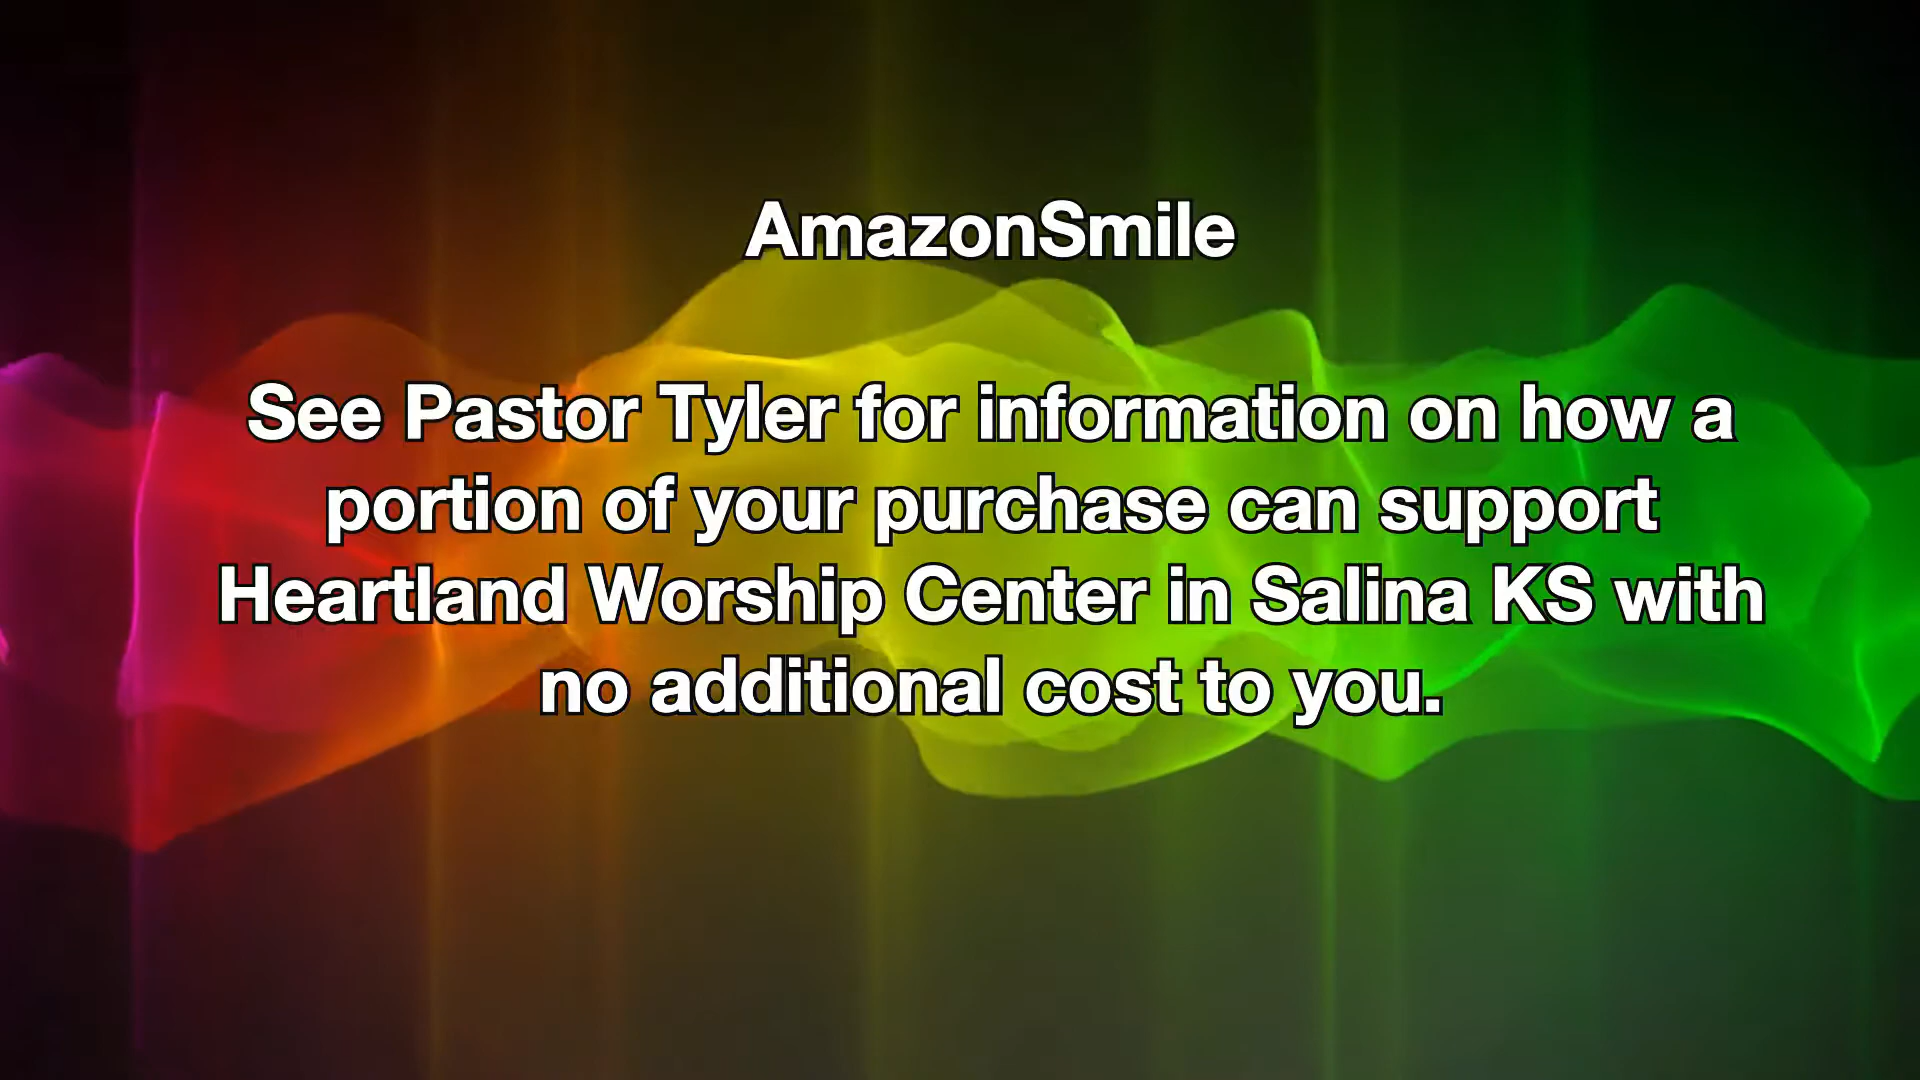 AmazonSmile
See Pastor Tyler for information on how a
portion of your purchase can support
Heartland Worship Center in Salina KS with
no additional cost to you.